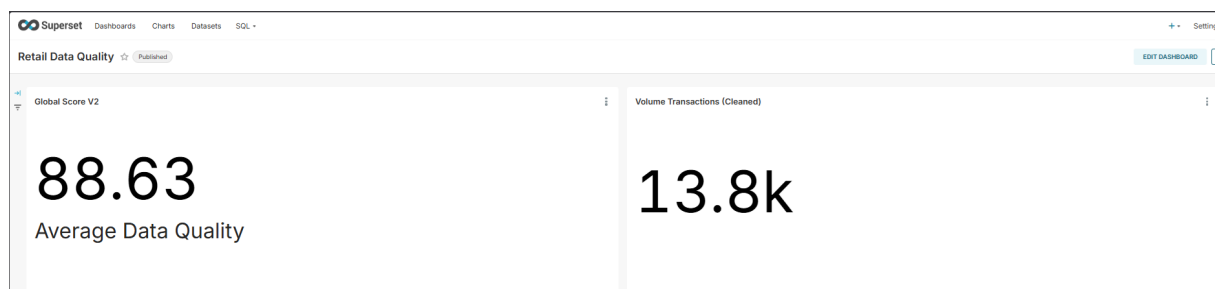 Superset Dashboards Charts Datasets SQL
Retail Data Quality Published
EDIT DASHBOARD
Global Score V2
88.63
Average Data Quality
Volume Transactions (Cleaned)
13.8k